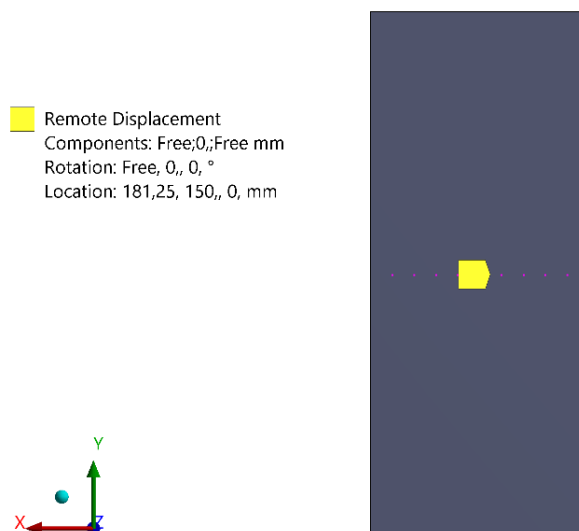 Remote Displacement
Components: Free;0,;Free mm
Rotation: Free, 0,, 0, °
Location: 181,25, 150,, 0, mm
Y
X
Z